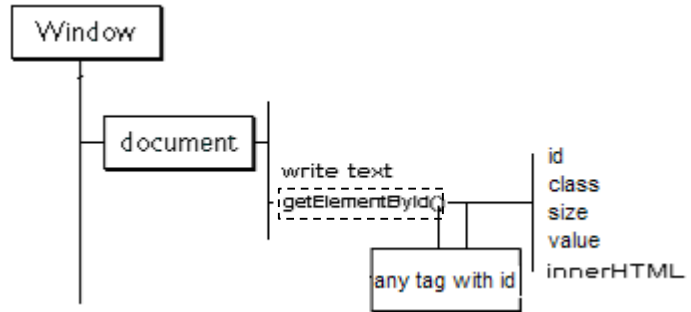 Window
document
write text
getElementById()
any tag with id
id
class
size
value
innerHTML